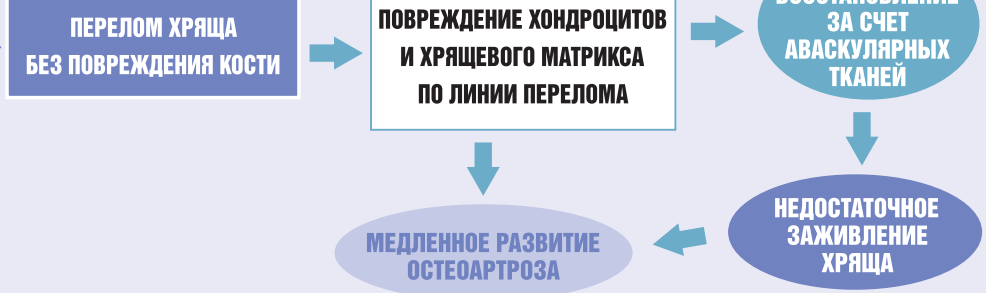 ПЕРЕЛОМ ХРЯЩА
БЕЗ ПОВРЕЖДЕНИЯ КОСТИ
ПОВРЕЖДЕНИЕ ХОНДРОЦИТОВ
И ХРЯЩЕВОГО МАТРИКСА
ПО ЛИНИИ ПЕРЕЛОМА
ВОССТАНОВЛЕНИЕ
ЗА СЧЕТ
АВАСКУЛЯРНЫХ
ТКАНЕЙ
НЕДОСТАТОЧНОЕ
ЗАЖИВЛЕНИЕ
ХРЯЩА
МЕДЛЕННОЕ РАЗВИТИЕ
ОСТЕОАРТРОЗА